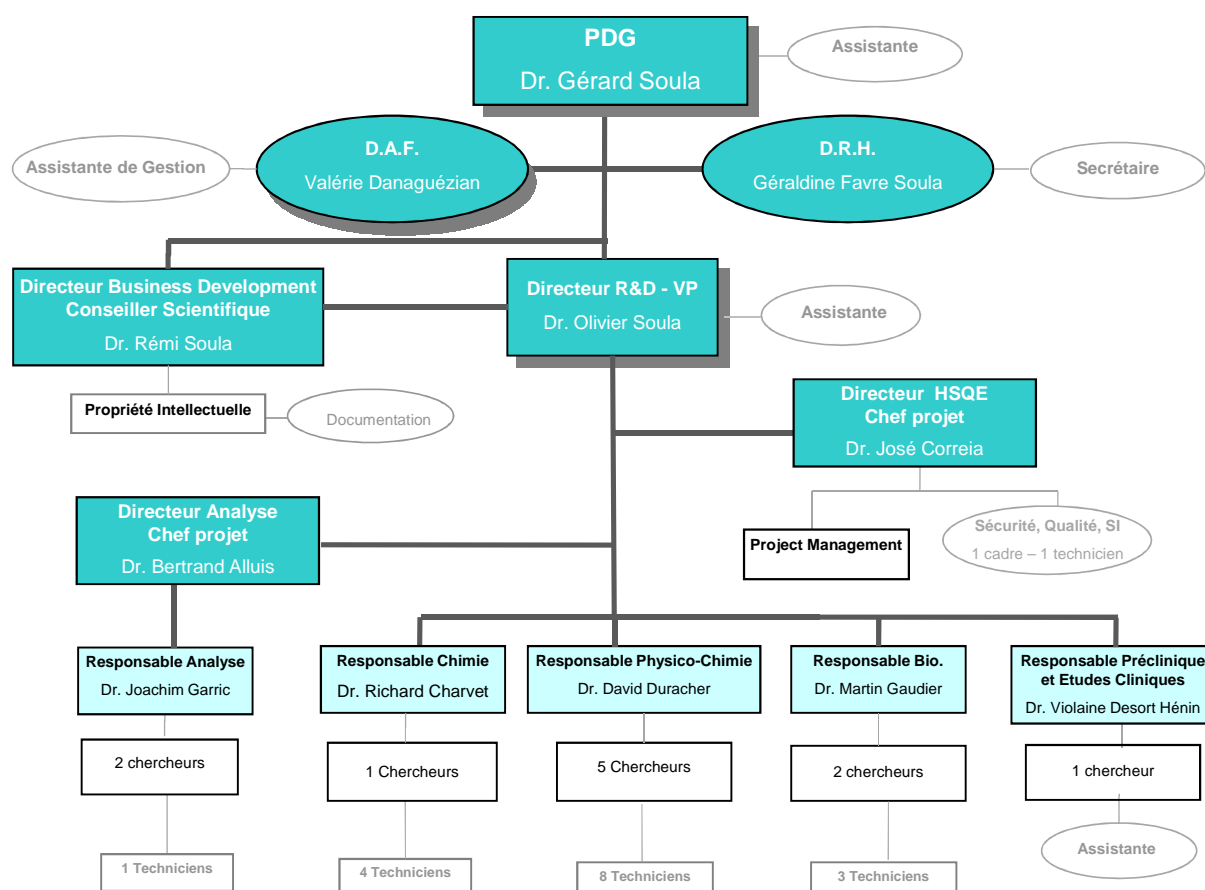 PDG
Dr. Gérard Soula
Assistante
D.A.F.
Valérie Danaguézian
Assistante de Gestion
D.R.H.
Géraldine Favre Soula
Secrétaire
Directeur Business Development
Conseiller Scientifique
Dr. Rémi Soula
Directeur R&D - VP
Dr. Olivier Soula
Assistante
Propriété Intellectuelle
Documentation
Directeur HSQE
Chef projet
Dr. José Correia
Project Management
Sécurité, Qualité, SI
1 cadre – 1 technicien
Directeur Analyse
Chef projet
Dr. Bertrand Alluis
Responsable Analyse
Dr. Joachim Garric
Responsable Chimie
Dr. Richard Charvet
Responsable Physico-Chimie
Dr. David Duracher
Responsable Bio.
Dr. Martin Gaudier
Responsable Préclinique
et Etudes Cliniques
Dr. Violaine Desort Hénin
2 chercheurs
1 Chercheurs
5 Chercheurs
2 chercheurs
1 chercheur
1 Techniciens
4 Techniciens
8 Techniciens
3 Techniciens
Assistante